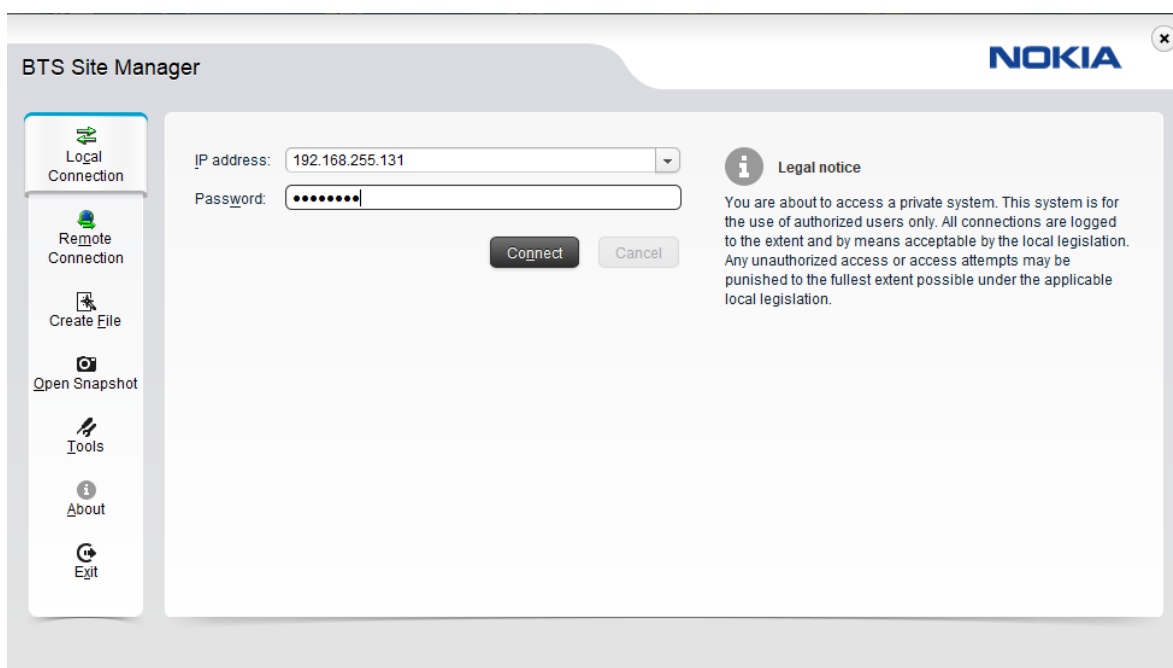 BTS Site Manager
NOKIA
Local
Connection
Remote
Connection
Create File
Open Snapshot
Tools
About
Exit
IP address: 192.168.255.131
Password: ••••••••
Connect Cancel
Legal notice
You are about to access a private system. This system is for
the use of authorized users only. All connections are logged
to the extent and by means acceptable by the local legislation.
Any unauthorized access or access attempts may be
punished to the fullest extent possible under the applicable
local legislation.